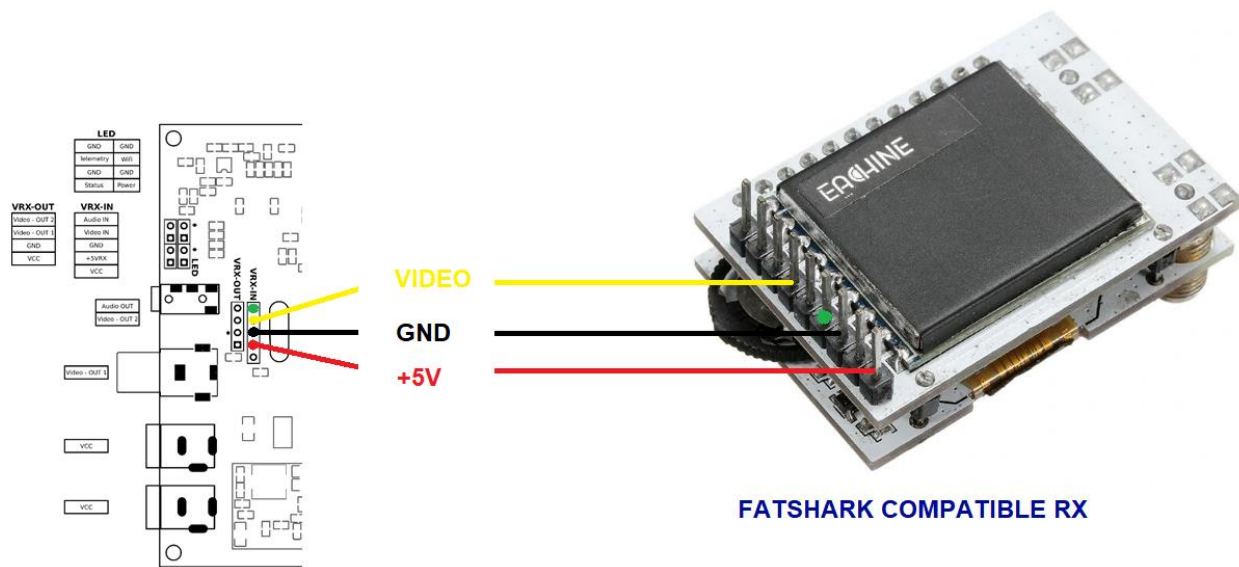 LED
GND GND
Telemetry Wifi
GND GND
Status Power
VRX-OUT
Video - OUT 2
Video - OUT 1
GND
VCC
VRX-IN
Audio IN
Video IN
GND
+5VRX
VCC
LED
VRX-OUT
VRX-IN
Audio OUT
Video - OUT 2
Video - OUT 1
VCC
VCC
VIDEO
GND
+5V
EACHINE
FATSHARK COMPATIBLE RX